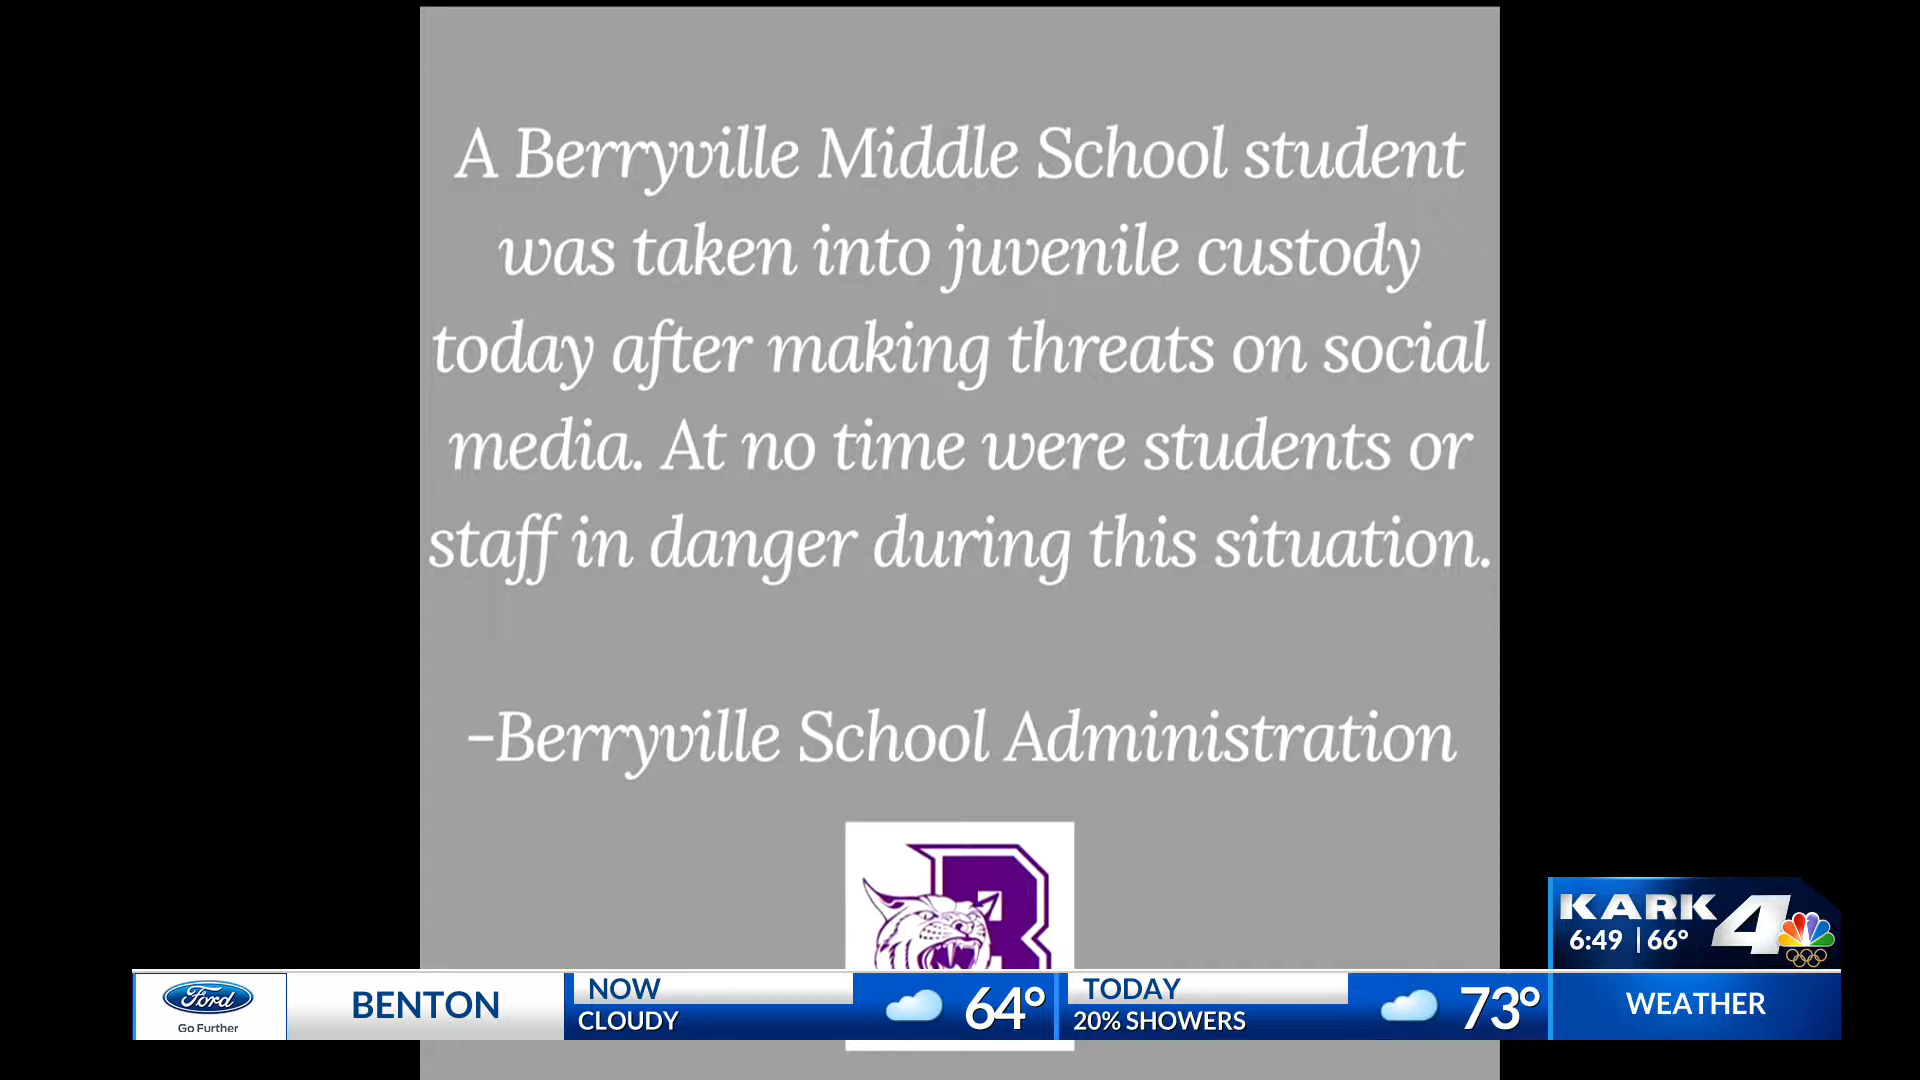 A Berryville Middle School student
was taken into juvenile custody
today after making threats on social
media. At no time were students or
staff in danger during this situation.
-Berryville School Administration
B
KARK 4
6:49 | 66°
Ford
Go Further
BENTON
NOW
CLOUDY
64°
TODAY
20% SHOWERS
73°
WEATHER